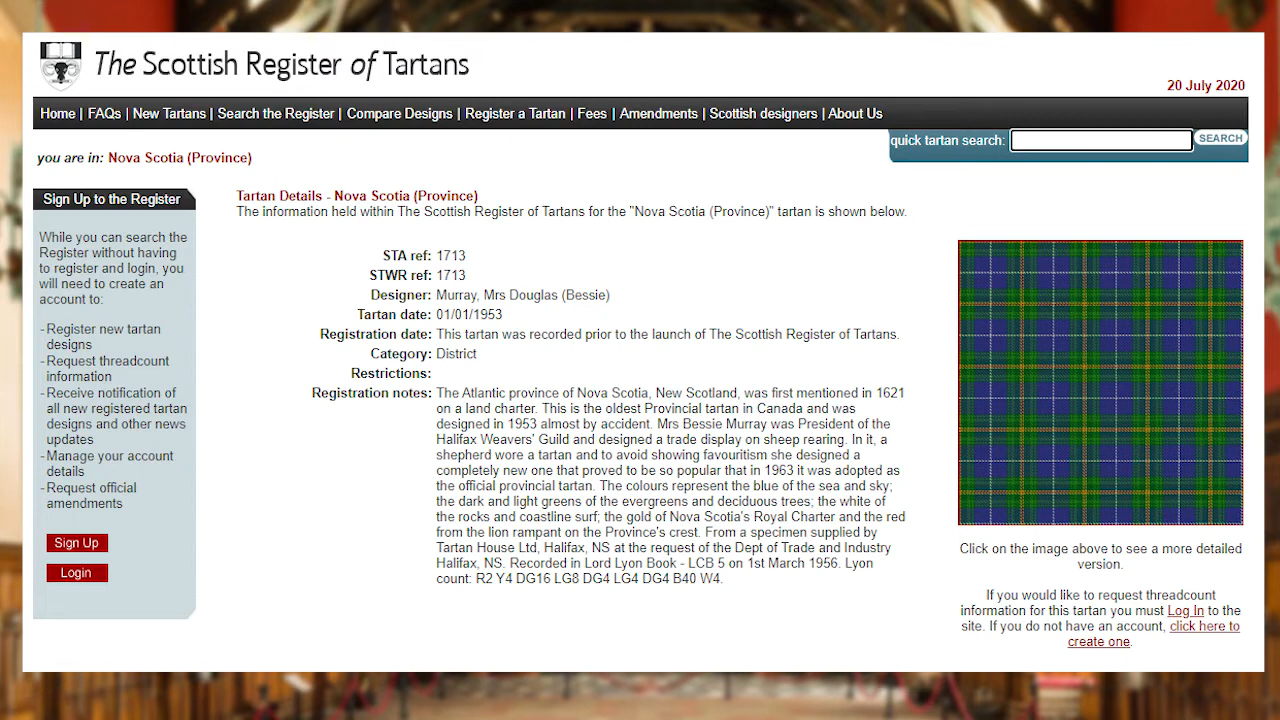 The Scottish Register of Tartans
20 July 2020
Home | FAQs | New Tartans | Search the Register | Compare Designs | Register a Tartan | Fees | Amendments | Scottish designers | About Us
quick tartan search: SEARCH
you are in: Nova Scotia (Province)
Sign Up to the Register
While you can search the
Register without having
to register and login, you
will need to create an
account to:
- Register new tartan
designs
- Request threadcount
information
- Receive notification of
all new registered tartan
designs and other news
updates
- Manage your account
details
- Request official
amendments
Sign Up
Login
Tartan Details - Nova Scotia (Province)
The information held within The Scottish Register of Tartans for the "Nova Scotia (Province)" tartan is shown below.
STA ref: 1713
STWR ref: 1713
Designer: Murray, Mrs Douglas (Bessie)
Tartan date: 01/01/1953
Registration date: This tartan was recorded prior to the launch of The Scottish Register of Tartans.
Category: District
Restrictions:
Registration notes: The Atlantic province of Nova Scotia, New Scotland, was first mentioned in 1621
on a land charter. This is the oldest Provincial tartan in Canada and was
designed in 1953 almost by accident. Mrs Bessie Murray was President of the
Halifax Weavers' Guild and designed a trade display on sheep rearing. In it, a
shepherd wore a tartan and to avoid showing favouritism she designed a
completely new one that proved to be so popular that in 1963 it was adopted as
the official provincial tartan. The colours represent the blue of the sea and sky;
the dark and light greens of the evergreens and deciduous trees; the white of
the rocks and coastline surf; the gold of Nova Scotia's Royal Charter and the red
from the lion rampant on the Province's crest. From a specimen supplied by
Tartan House Ltd, Halifax, NS at the request of the Dept of Trade and Industry
Halifax, NS. Recorded in Lord Lyon Book - LCB 5 on 1st March 1956. Lyon
count: R2 Y4 DG16 LG8 DG4 LG4 DG4 B40 W4.
Click on the image above to see a more detailed
version.
If you would like to request threadcount
information for this tartan you must Log In to the
site. If you do not have an account, click here to
create one.